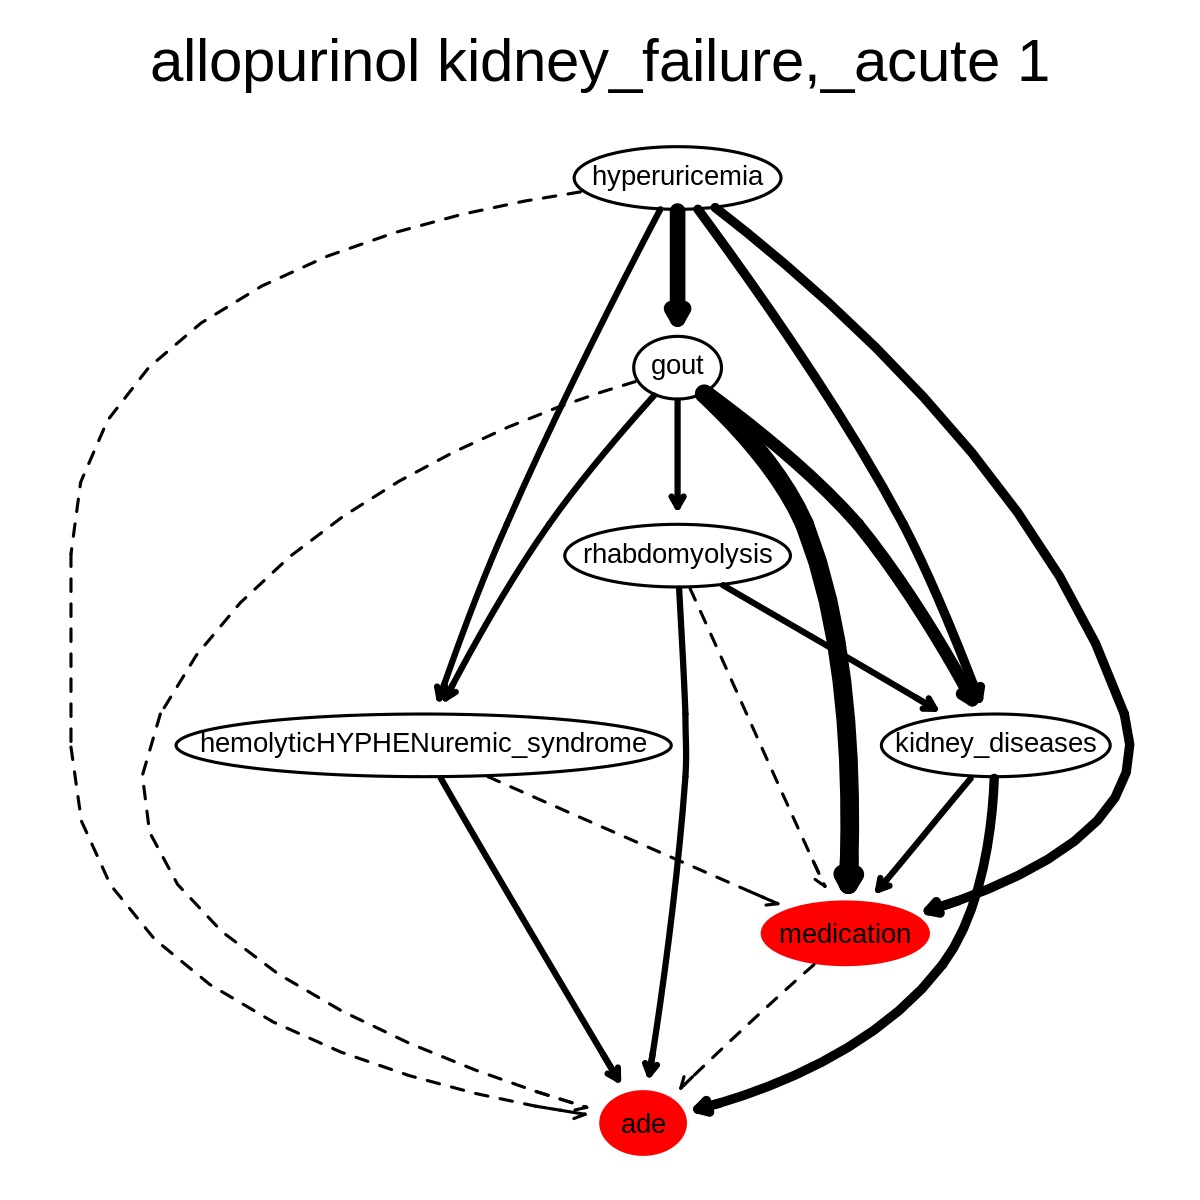 allopurinol kidney_failure,_acute 1
hyperuricemia
gout
rhabdomyolysis
hemolyticHYPHENuremic_syndrome
kidney_diseases
medication
ade